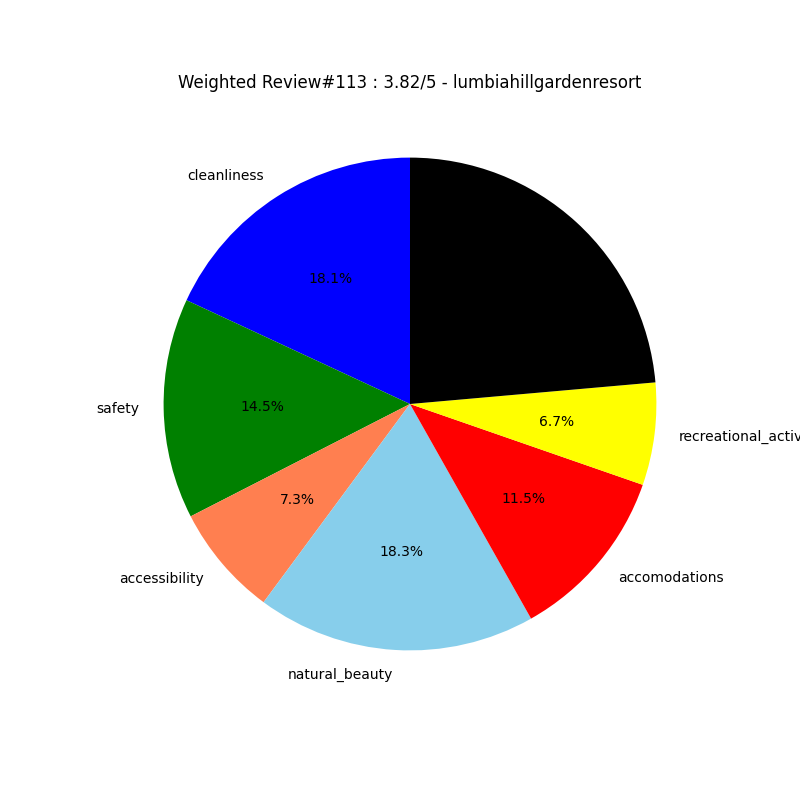 Weighted Review#113 : 3.82/5 - lumbiahillgardenresort
cleanliness
18.1%
safety
14.5%
6.7%
recreational_activ
7.3%
11.5%
accessibility
18.3%
accomodations
natural_beauty